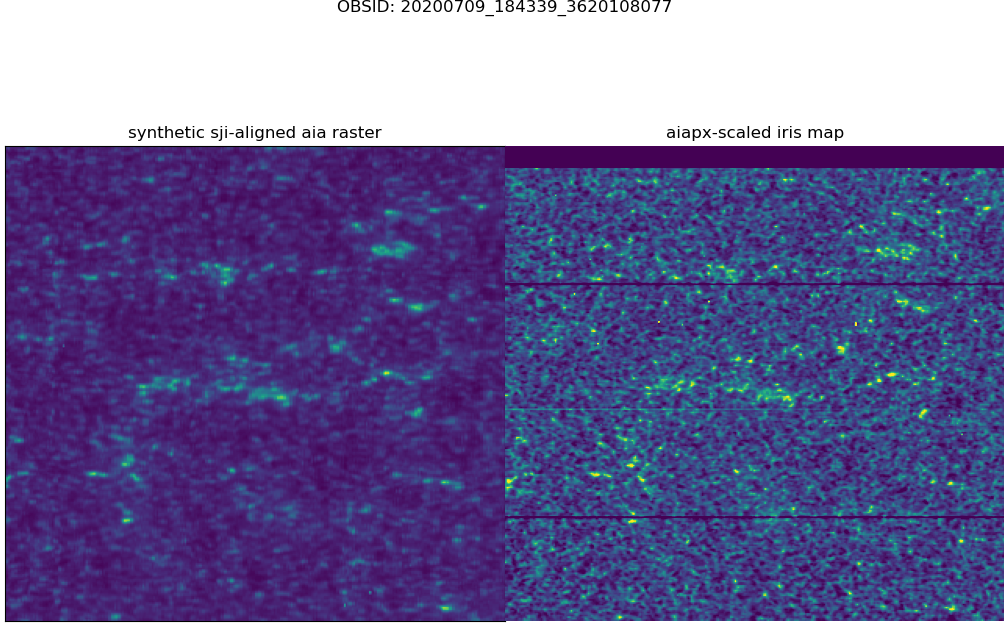 OBSID: 20200709_184339_3620108077
synthetic sji-aligned aia raster
aiapx-scaled iris map